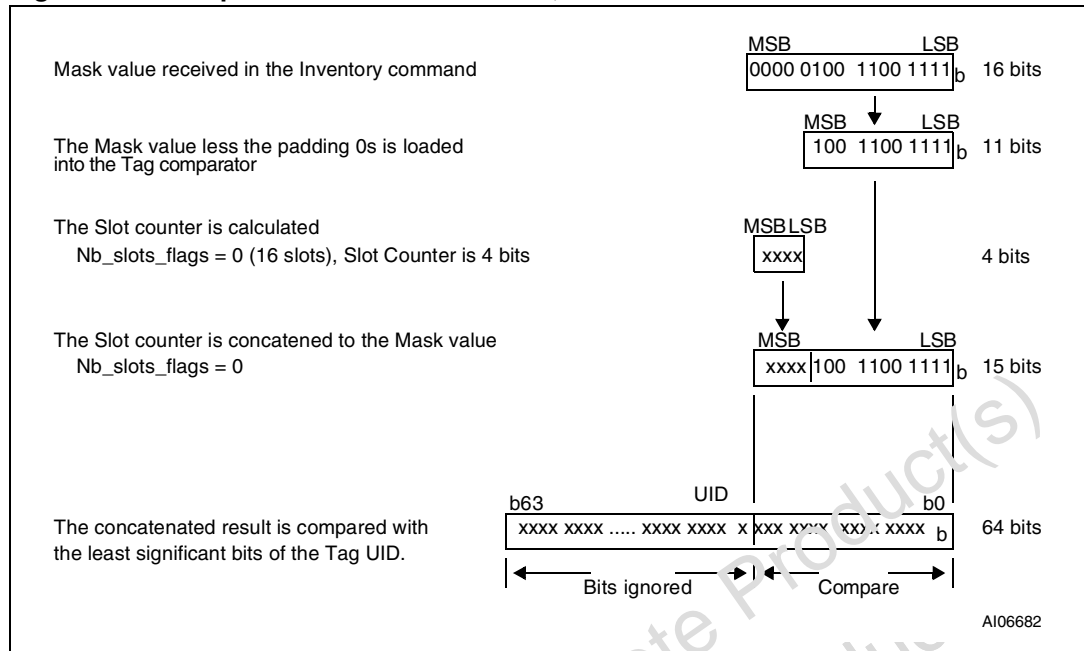 MSB LSB
Mask value received in the Inventory command 0000 0100 1100 1111 b 16 bits
MSB LSB
The Mask value less the padding 0s is loaded
into the Tag comparator
100 1100 1111 b 11 bits
The Slot counter is calculated
MSBLSB
Nb_slots_flags = 0 (16 slots), Slot Counter is 4 bits xxxx 4 bits
The Slot counter is concatened to the Mask value
MSB LSB
Nb_slots_flags = 0 xxxx 100 1100 1111 b 15 bits
UID
b63 b0
The concatenated result is compared with
the least significant bits of the Tag UID.
xxxx xxxx ..... xxxx xxxx x xxx xxxx xxxx xxxx b 64 bits
Bits ignored Compare
AI06682